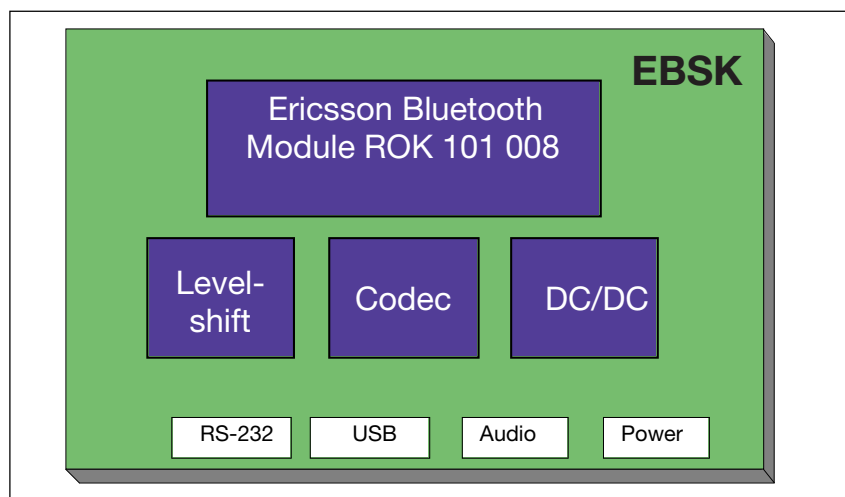 EBSK
Ericsson Bluetooth
Module ROK 101 008
Level-
shift
Codec
DC/DC
RS-232
USB
Audio
Power